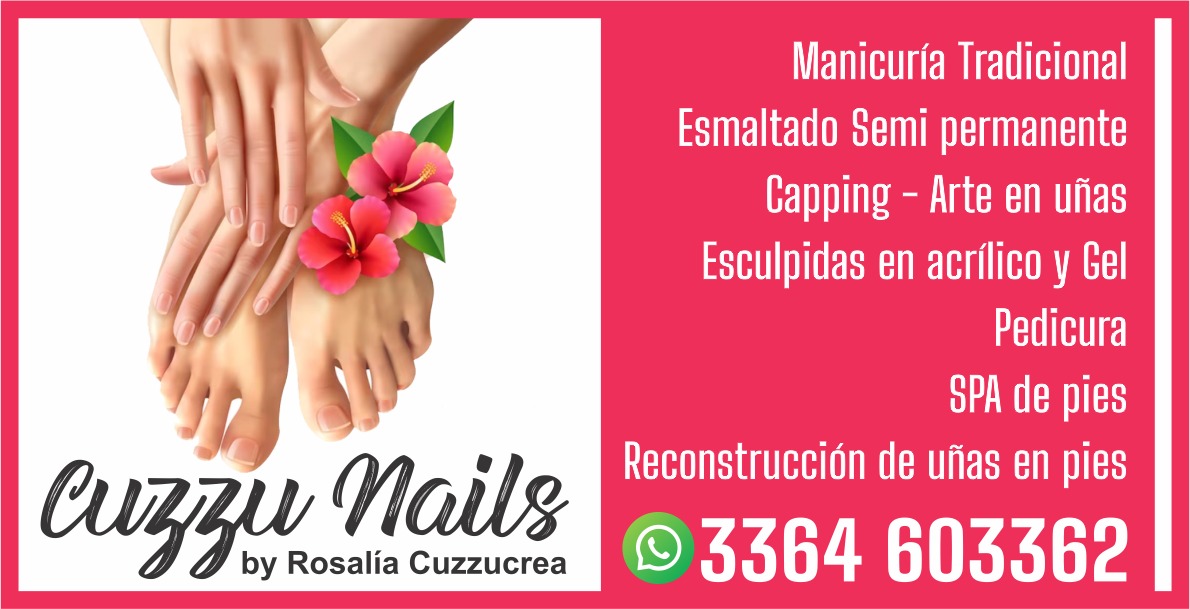 Cuzzu Nails
by Rosalía Cuzzucrea
Manicuría Tradicional
Esmaltado Semi permanente
Capping - Arte en uñas
Esculpidas en acrílico y Gel
Pedicura
SPA de pies
Reconstrucción de uñas en pies
3364 603362